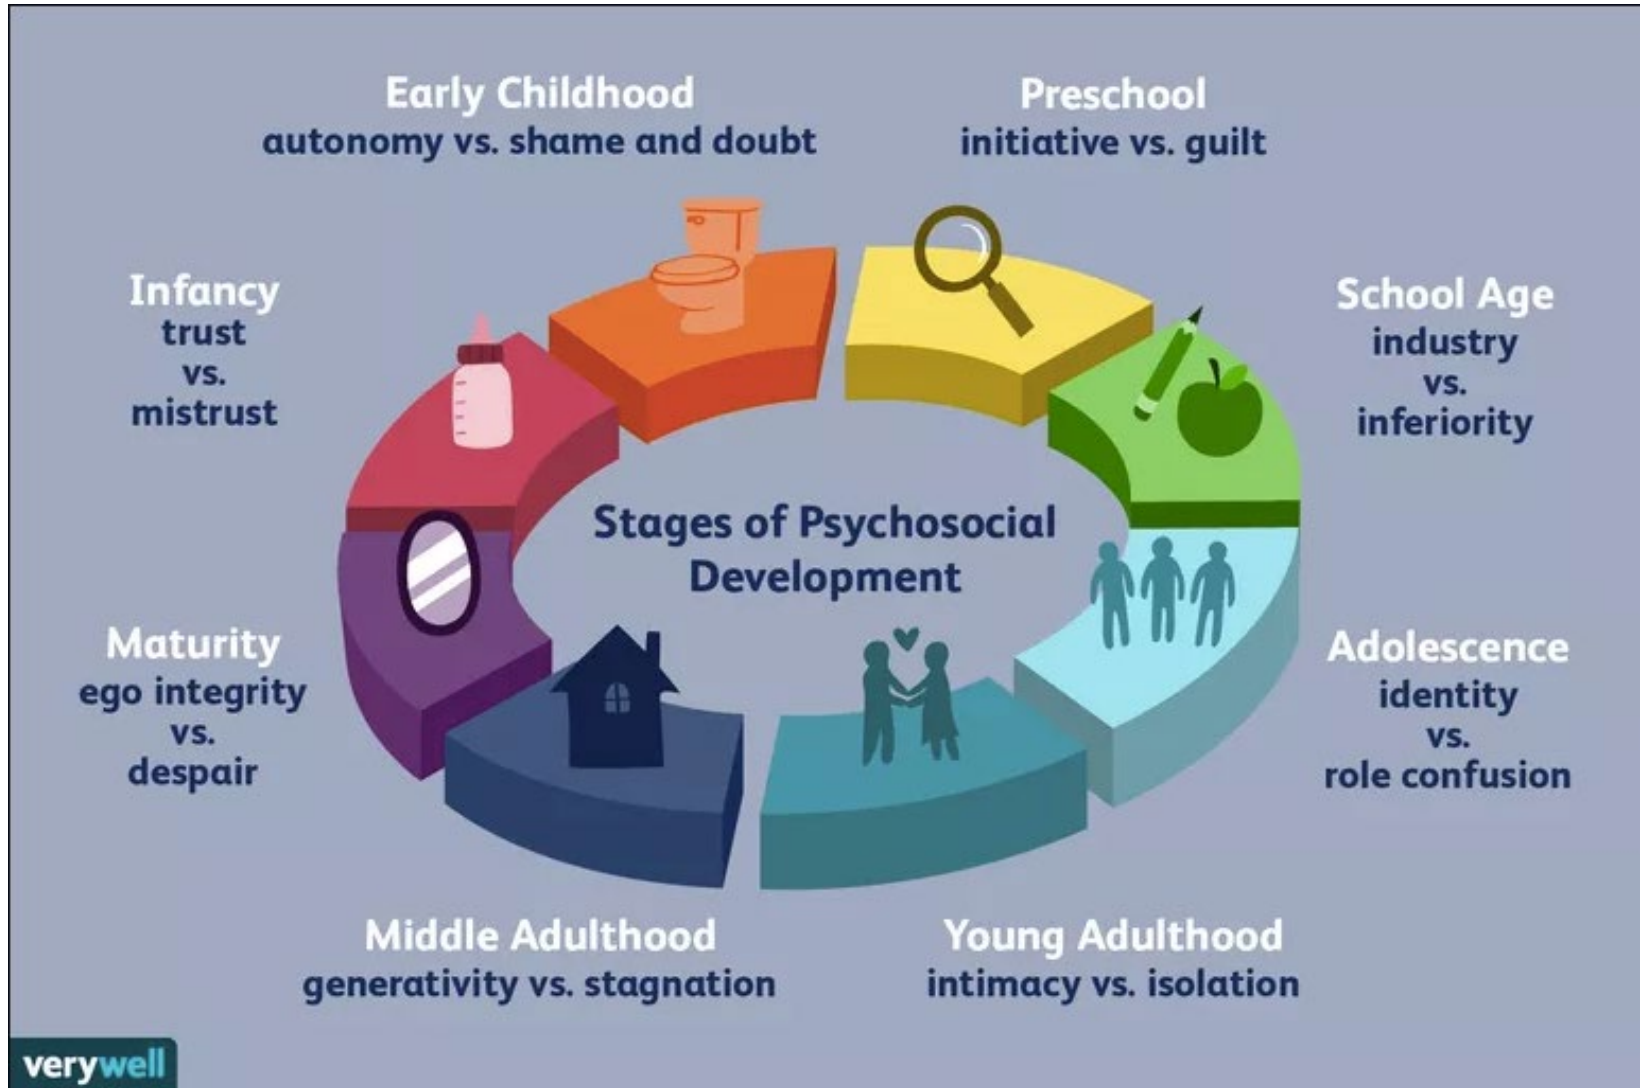 Early Childhood
autonomy vs. shame and doubt
Preschool
initiative vs. guilt
Infancy
trust
vs.
mistrust
School Age
industry
vs.
inferiority
Stages of Psychosocial
Development
Maturity
ego integrity
vs.
despair
Adolescence
identity
vs.
role confusion
Middle Adulthood
generativity vs. stagnation
Young Adulthood
intimacy vs. isolation
verywell